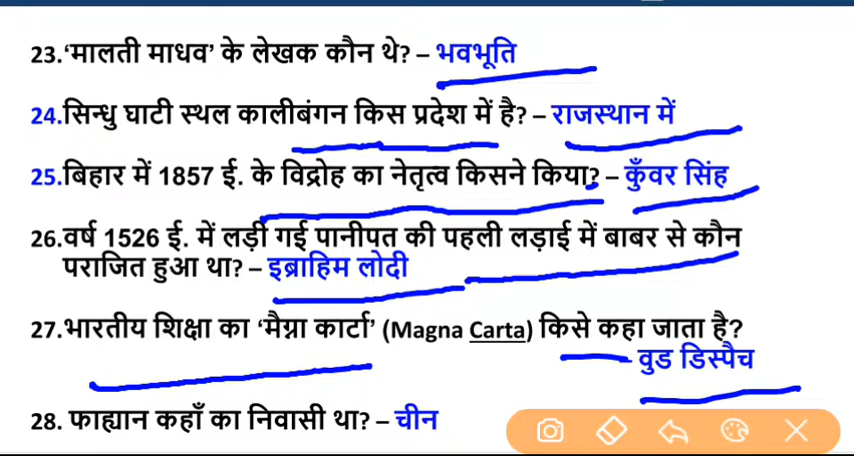 23.‘मालती माधव’ के लेखक कौन थे? – भवभूति
24.सिन्धु घाटी स्थल कालीबंगन किस प्रदेश में है? – राजस्थान में
25.बिहार में 1857 ई. के विद्रोह का नेतृत्व किसने किया? – कुँवर सिंह
26.वर्ष 1526 ई. में लड़ी गई पानीपत की पहली लड़ाई में बाबर से कौन
पराजित हुआ था? – इब्राहिम लोदी
27.भारतीय शिक्षा का ‘मैग्ना कार्टा’ (Magna Carta) किसे कहा जाता है?
– वुड डिस्पैच
28. फाह्यान कहाँ का निवासी था? – चीन